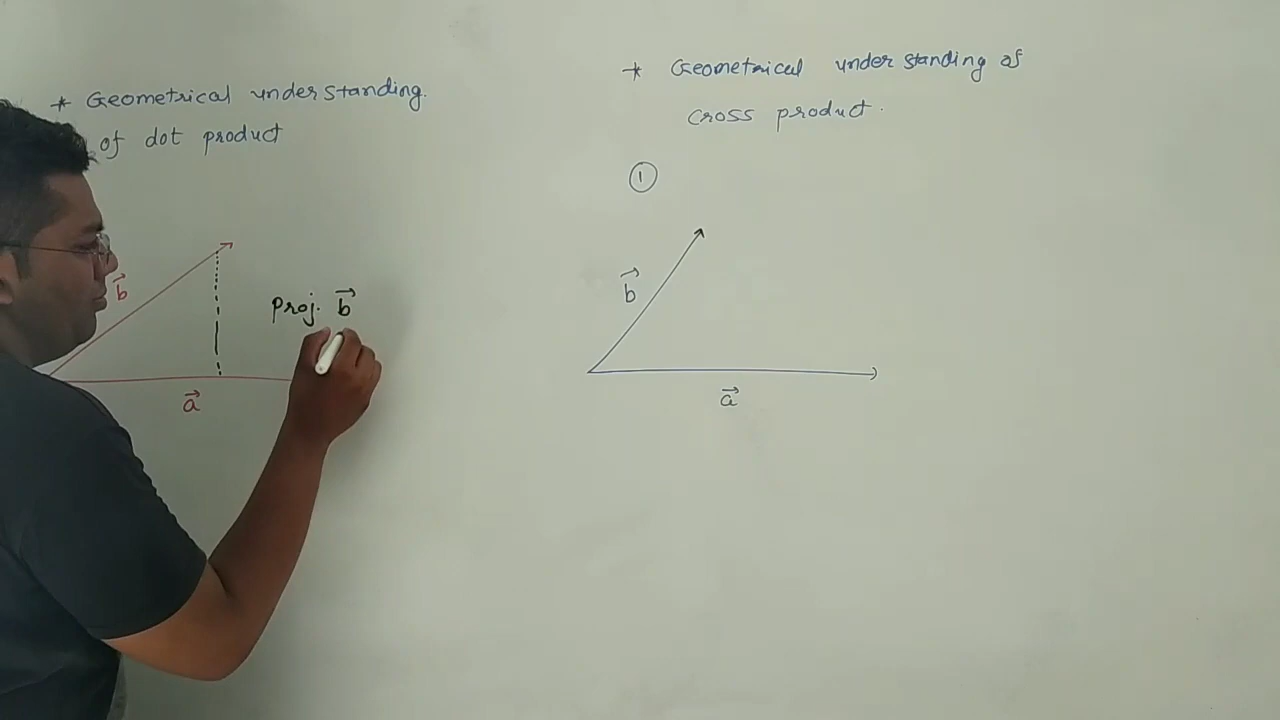 * Geometrical understanding.
of dot product
b
Proj. b
a
* Geometrical understanding of
cross product.
1
b
a